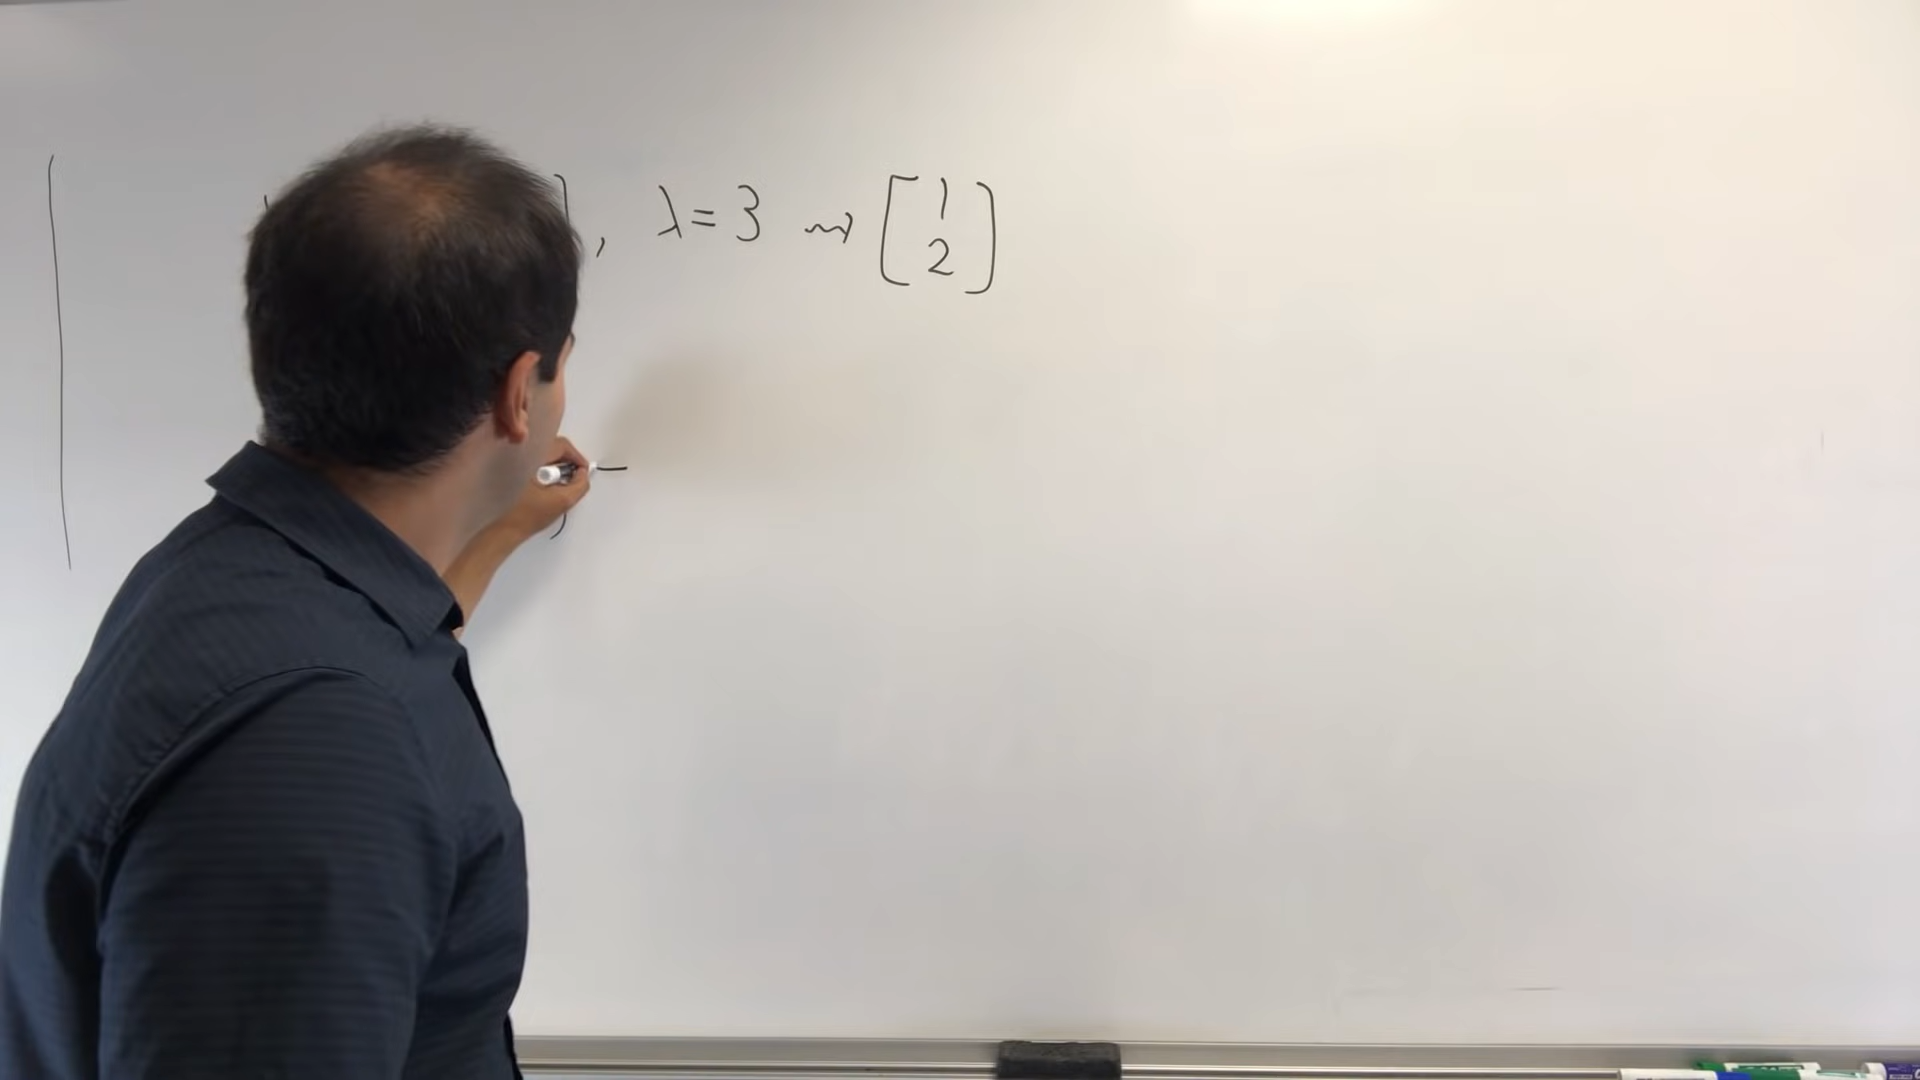 , λ = 3 ⇝ [ 1
2 ]